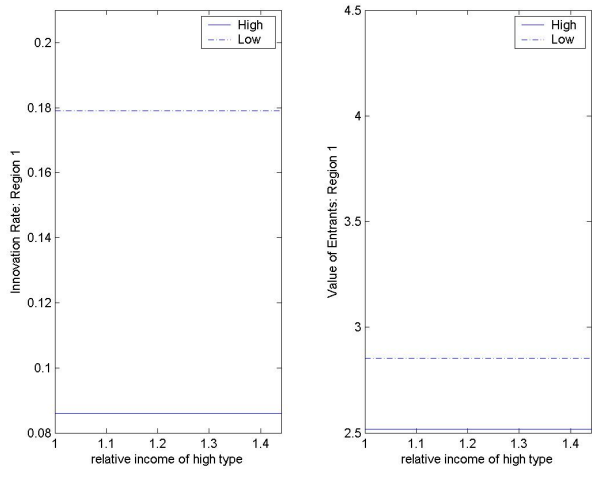 High
Low
0.2
0.18
0.16
0.14
0.12
0.1
0.08
Innovation Rate: Region 1
1
1.1
1.2
1.3
1.4
relative income of high type
High
Low
4.5
4
3.5
3
2.5
Value of Entrants: Region 1
1
1.1
1.2
1.3
1.4
relative income of high type